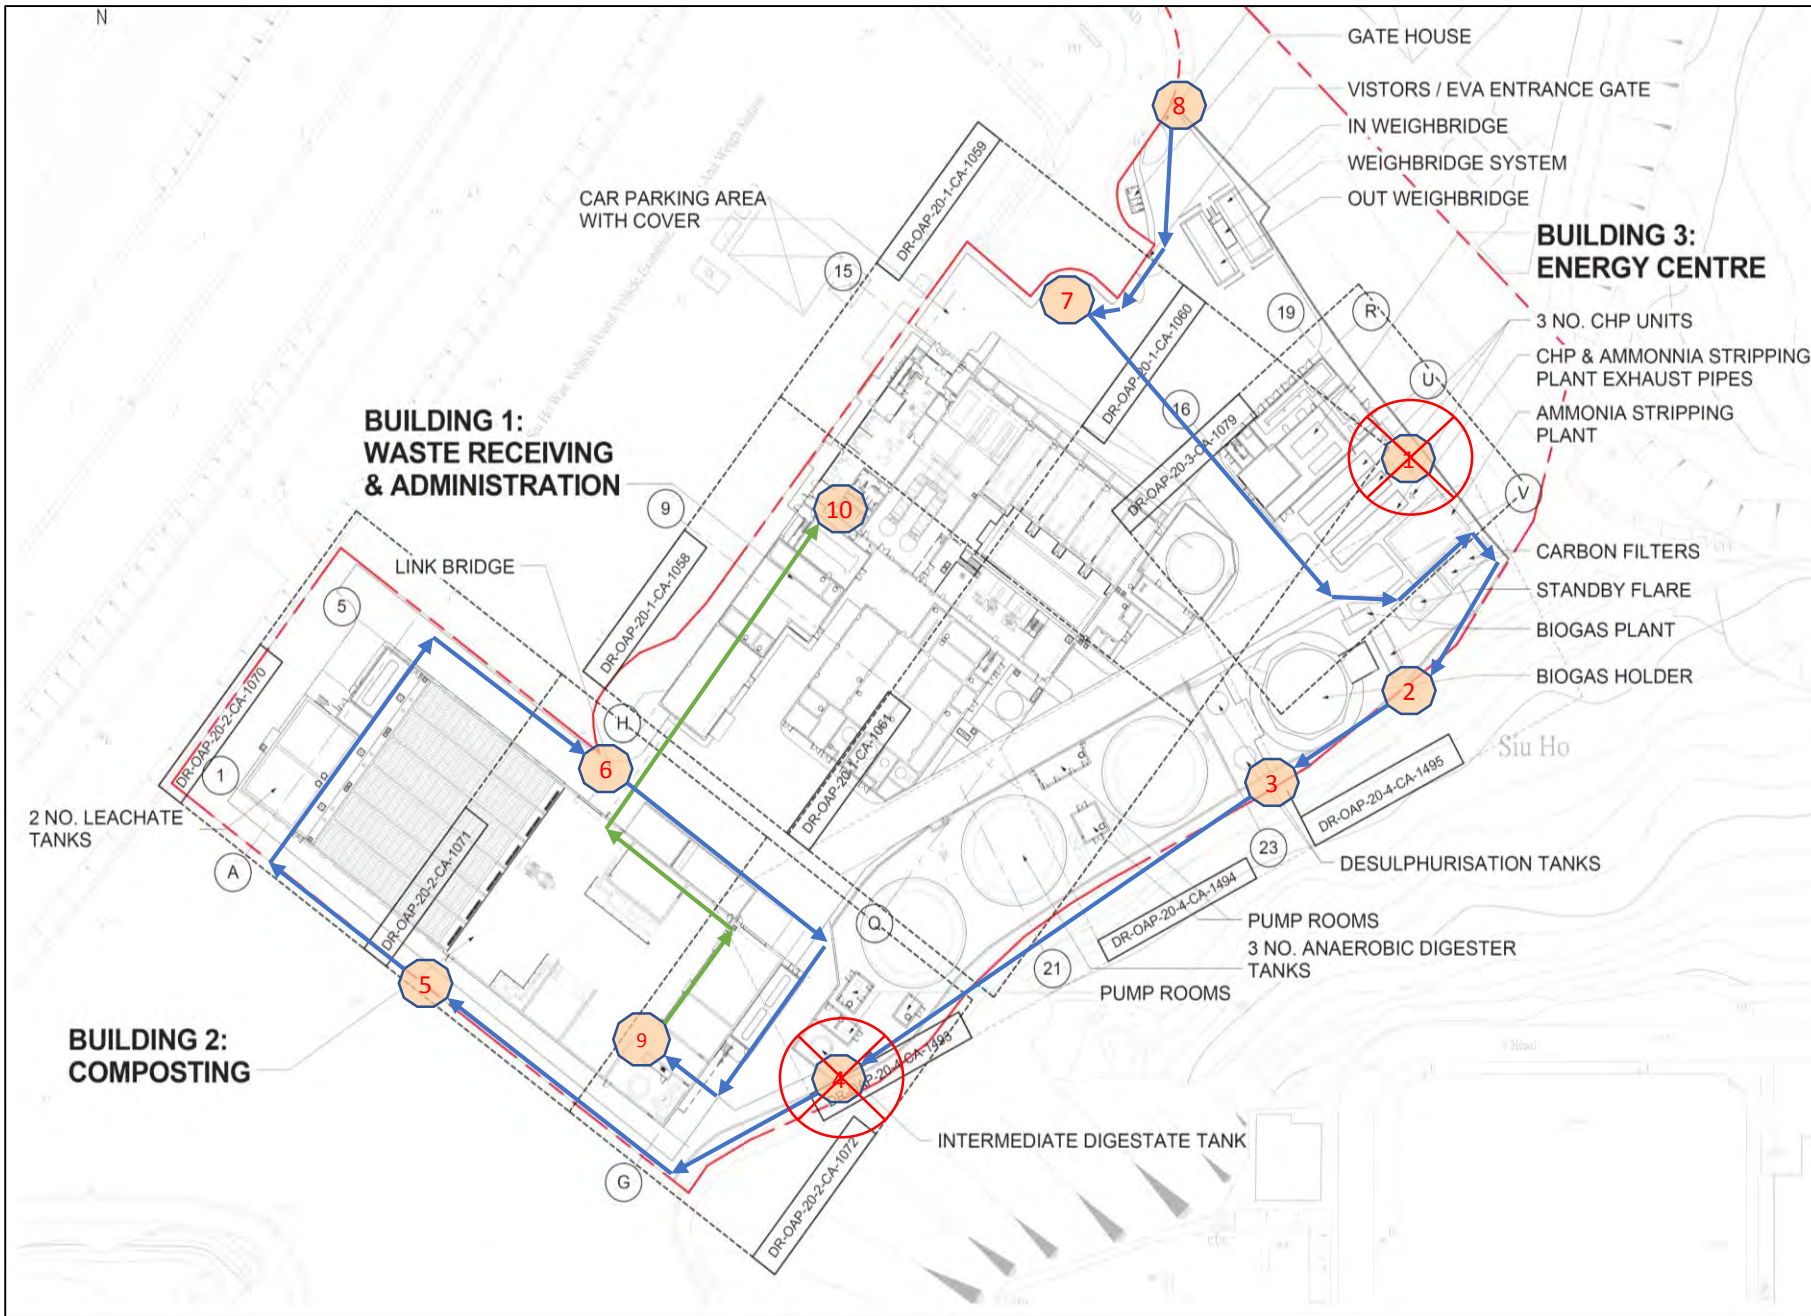 N
GATE HOUSE
VISTORS / EVA ENTRANCE GATE
IN WEIGHBRIDGE
WEIGHBRIDGE SYSTEM
OUT WEIGHBRIDGE
BUILDING 3:
ENERGY CENTRE
3 NO. CHP UNITS
CHP & AMMONNIA STRIPPING
PLANT EXHAUST PIPES
AMMONIA STRIPPING
PLANT
CARBON FILTERS
STANDBY FLARE
BIOGAS PLANT
BIOGAS HOLDER
Siu Ho
DESULPHURISATION TANKS
PUMP ROOMS
3 NO. ANAEROBIC DIGESTER
TANKS
PUMP ROOMS
INTERMEDIATE DIGESTATE TANK
CAR PARKING AREA
WITH COVER
BUILDING 1:
WASTE RECEIVING
& ADMINISTRATION
LINK BRIDGE
2 NO. LEACHATE
TANKS
BUILDING 2:
COMPOSTING
DR-OAP-20-1-CA-1059
DR-OAP-20-1-CA-1060
DR-OAP-20-3-CA-1079
DR-OAP-20-1-CA-1058
DR-OAP-20-1-CA-1061
DR-OAP-20-2-CA-1070
DR-OAP-20-2-CA-1071
DR-OAP-20-2-CA-1072
DR-OAP-20-4-CA-1493
DR-OAP-20-4-CA-1494
DR-OAP-20-4-CA-1495
8
7
1
2
3
4
5
6
9
10
15
19
R
U
V
16
9
5
1
A
H
Q
G
21
23